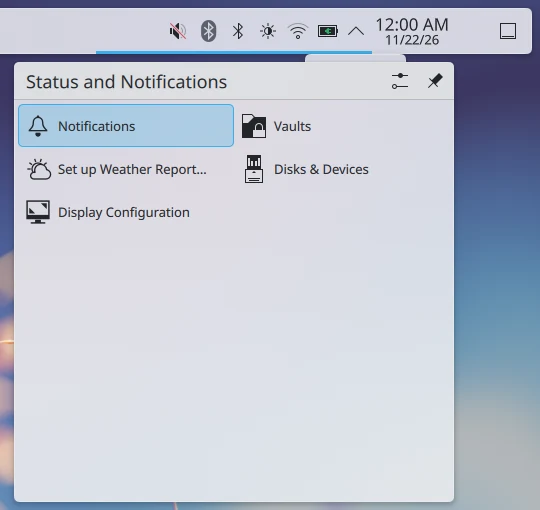 12:00 AM
11/22/26
Status and Notifications
Notifications
Vaults
Set up Weather Report...
Disks & Devices
Display Configuration